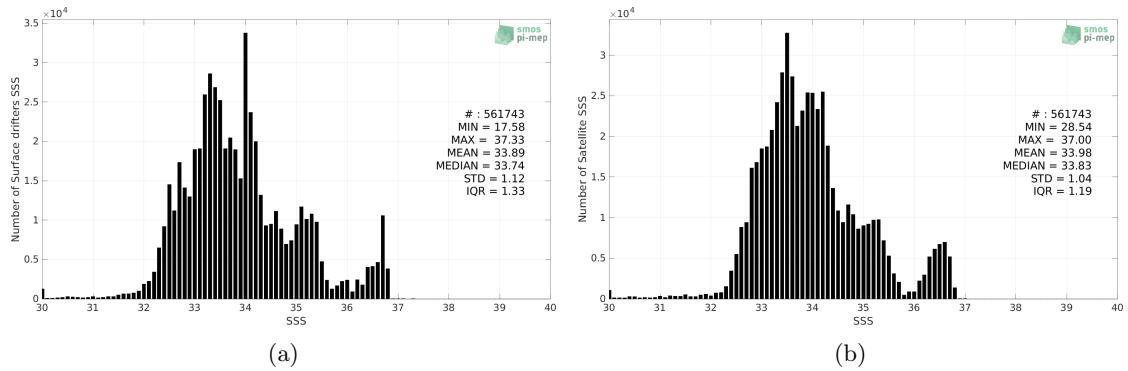 ×10⁴
3.5
3
2.5
2
1.5
1
0.5
0
Number of Surface drifters SSS
30 31 32 33 34 35 36 37 38 39 40
SSS
smos
pi-mep
# : 561743
MIN = 17.58
MAX = 37.33
MEAN = 33.89
MEDIAN = 33.74
STD = 1.12
IQR = 1.33
(a)
×10⁴
3
2.5
2
1.5
1
0.5
0
Number of Satellite SSS
30 31 32 33 34 35 36 37 38 39 40
SSS
smos
pi-mep
# : 561743
MIN = 28.54
MAX = 37.00
MEAN = 33.98
MEDIAN = 33.83
STD = 1.04
IQR = 1.19
(b)